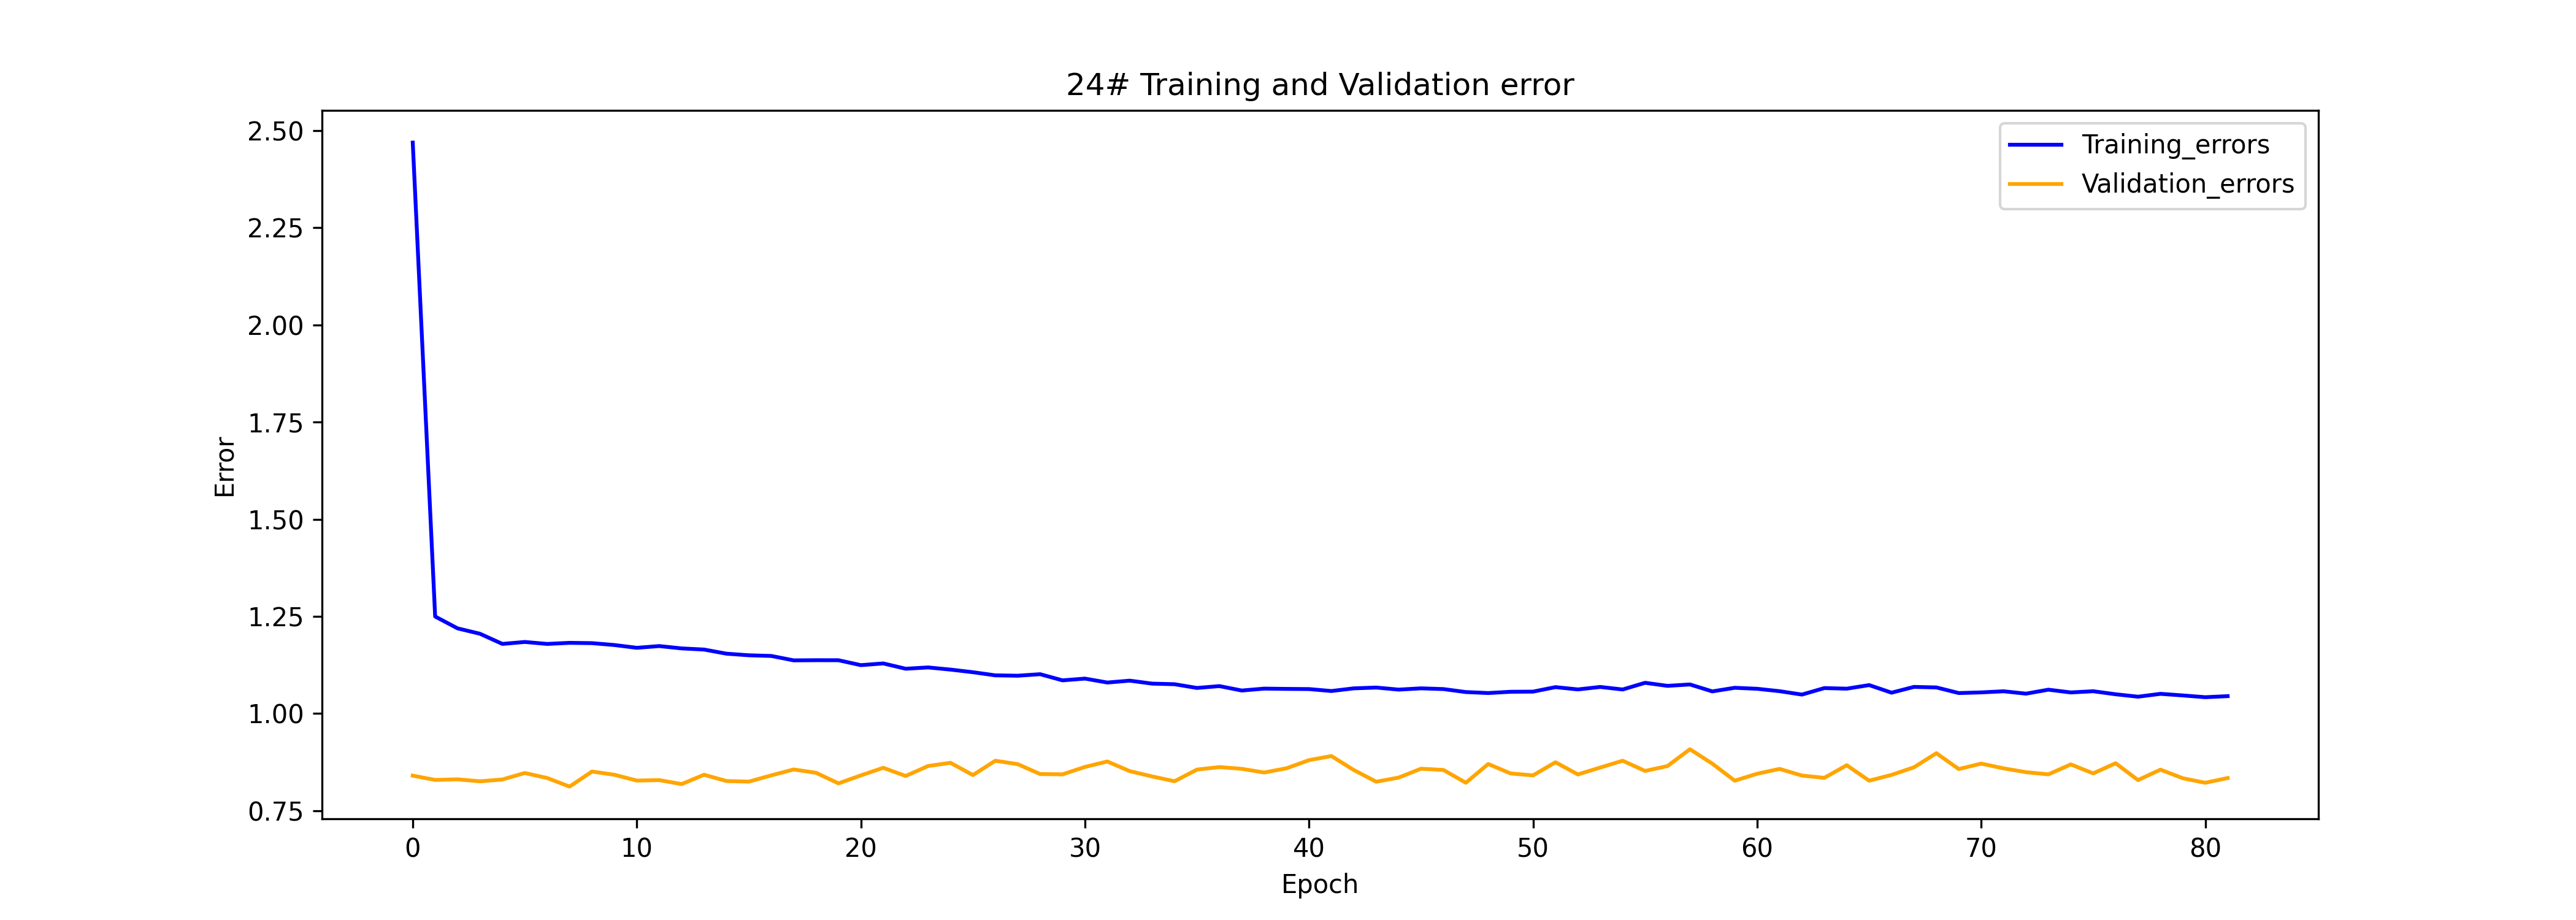 24# Training and Validation error
Training_errors
Validation_errors
2.50
2.25
2.00
1.75
1.50
1.25
1.00
0.75
Error
0 10 20 30 40 50 60 70 80
Epoch